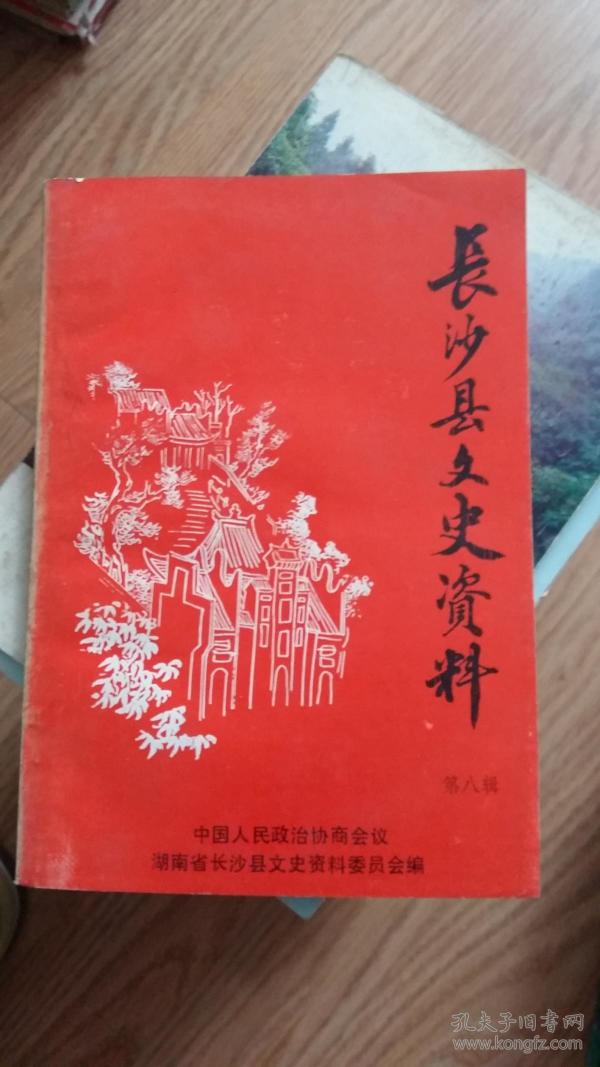 長沙县文史资料
第八辑
中国人民政治协商会议
湖南省长沙县文史资料委员会编
孔夫子旧书网
www.kongfz.com